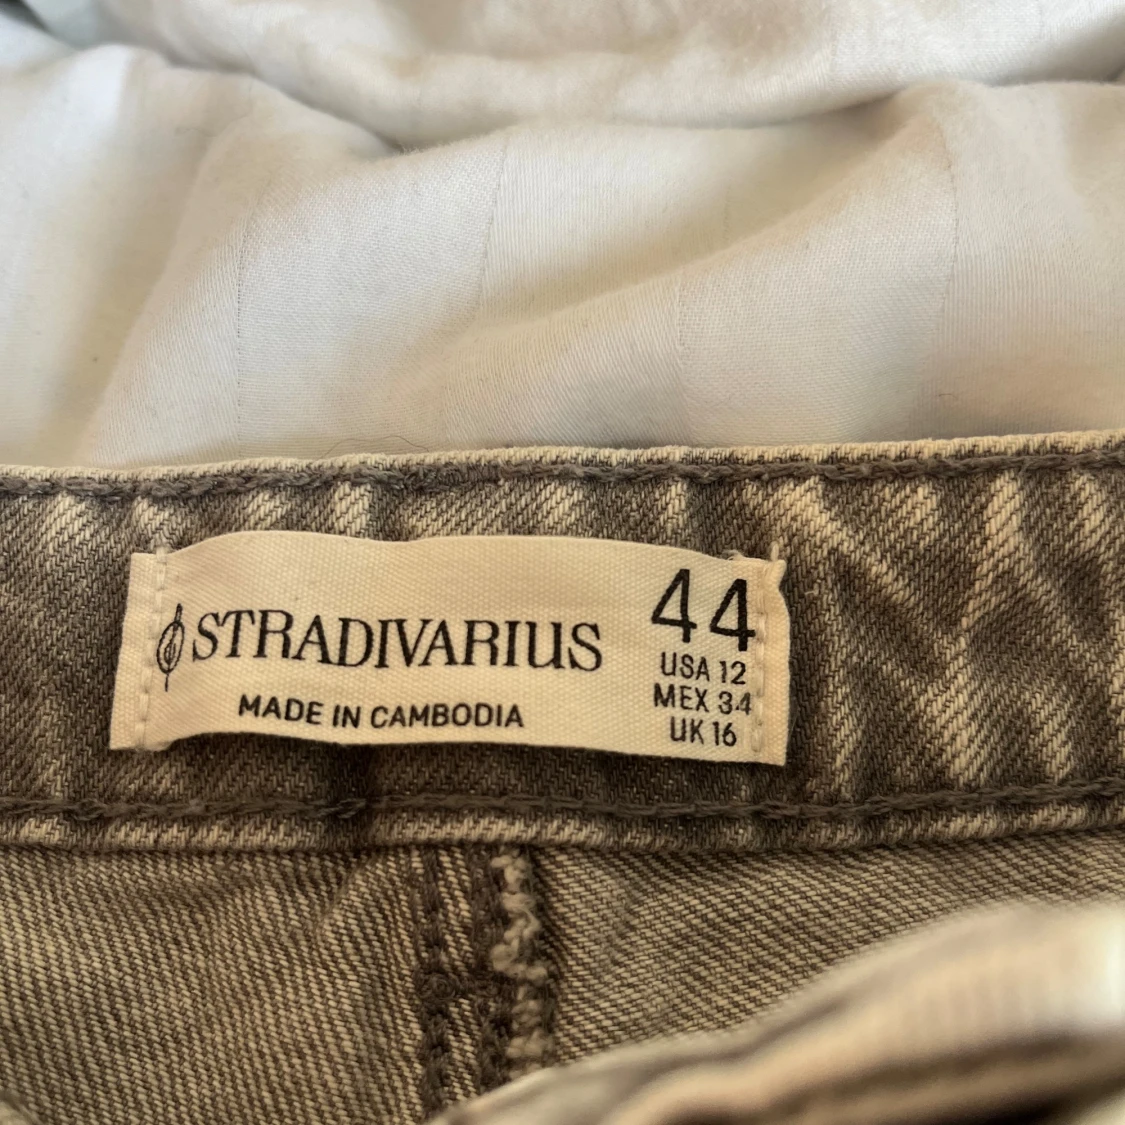 STRADIVARIUS
MADE IN CAMBODIA
44
USA 12
MEX 34
UK 16